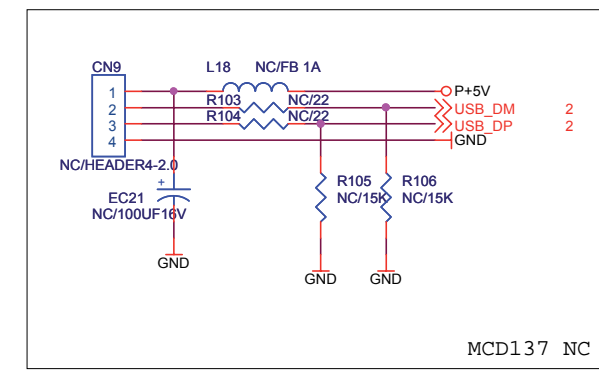 CN9
L18 NC/FB 1A
1
P+5V
R103 NC/22
2
USB_DM 2
R104 NC/22
3
USB_DP 2
4
GND
NC/HEADER4-2.0
+
EC21
NC/100UF16V
R105
NC/15K
R106
NC/15K
GND
GND
GND
MCD137 NC